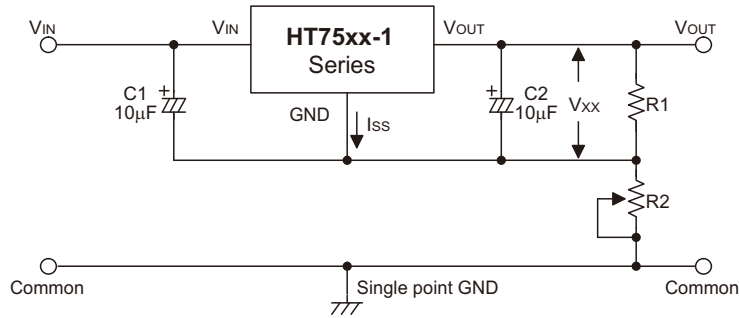 VIN
VIN
HT75xx-1
Series
VOUT
VOUT
C1
10μF
GND
ISS
C2
10μF
VXX
R1
R2
Common
Single point GND
Common